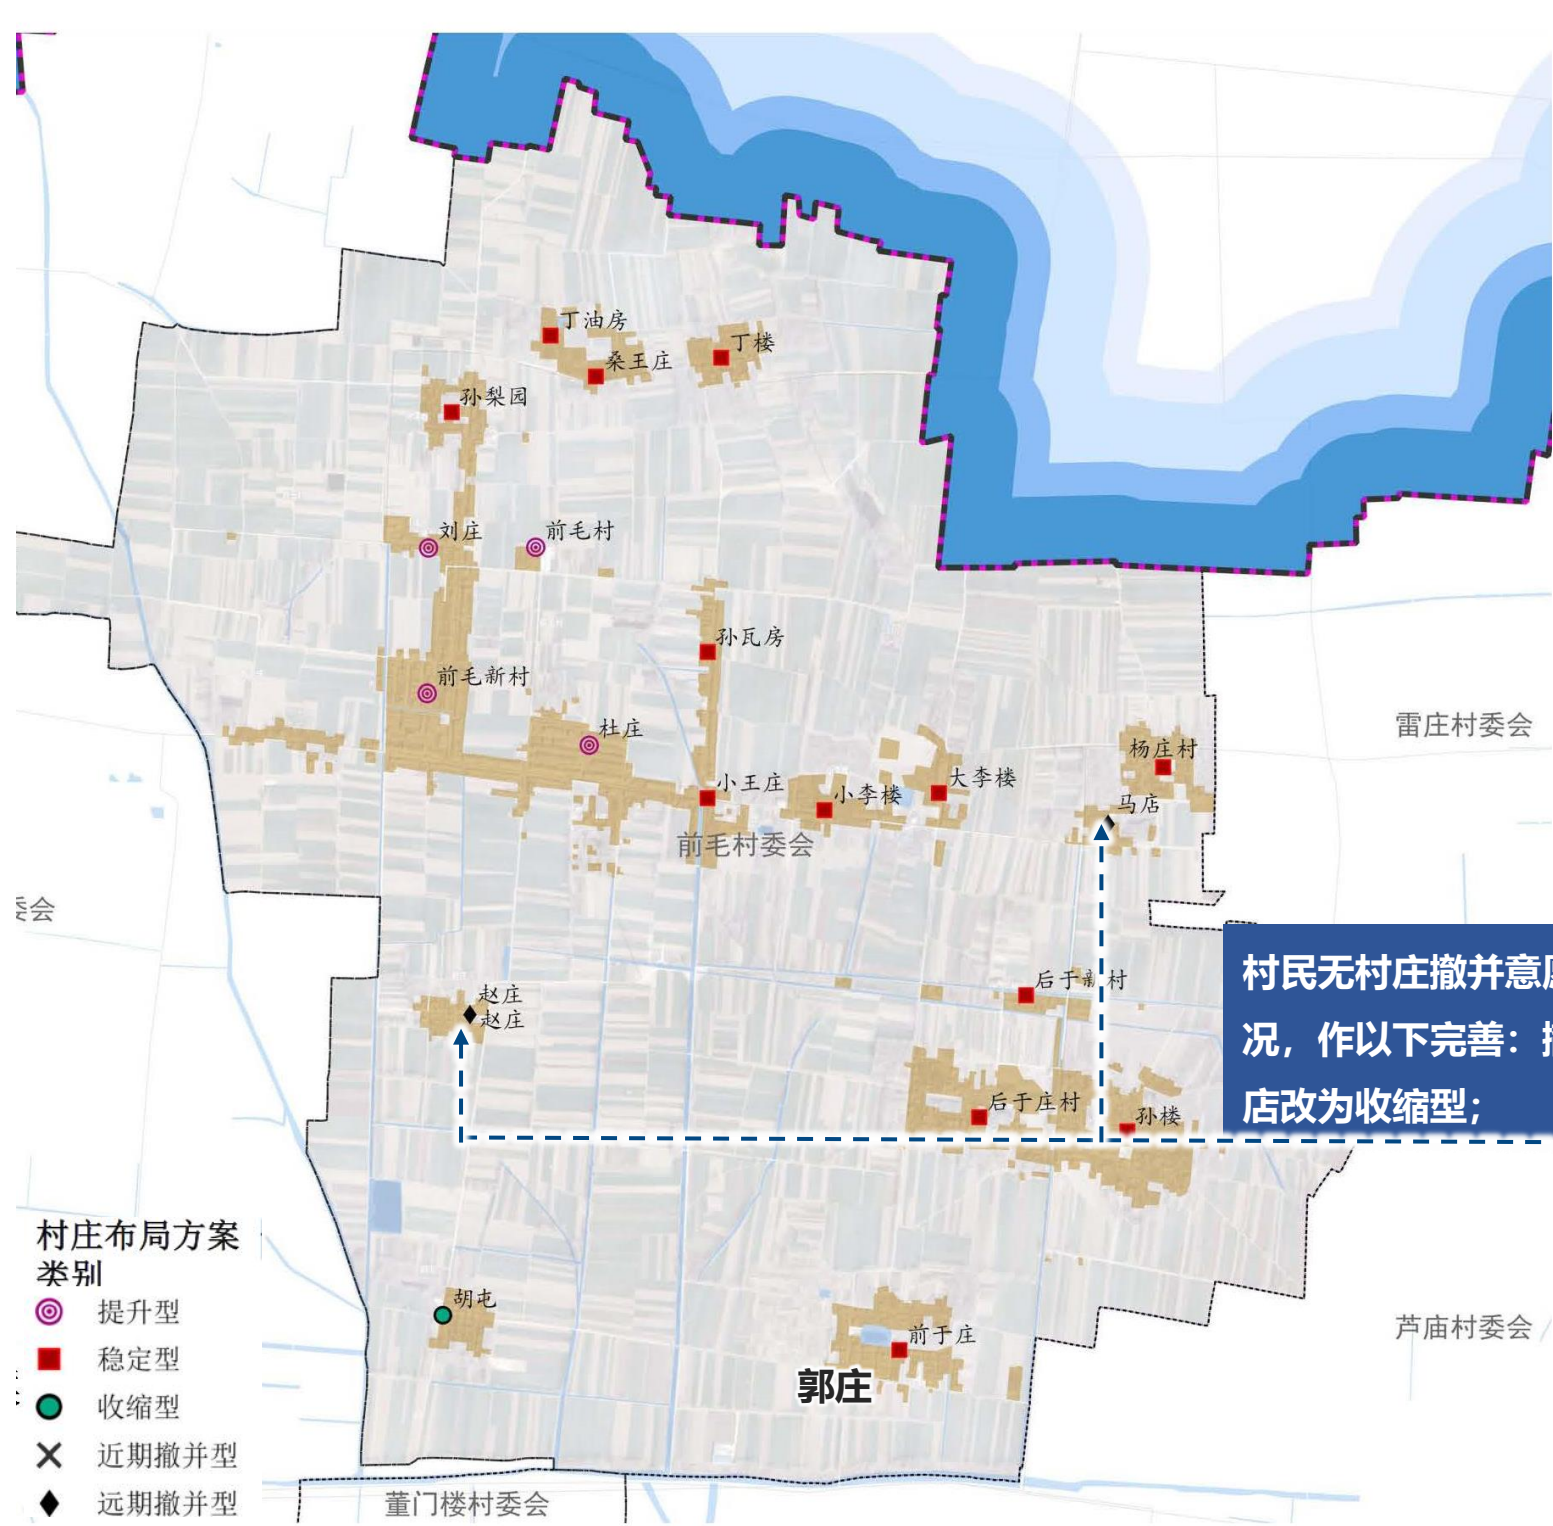 丁油房
丁楼
桑王庄
孙梨园
刘庄
前毛村
孙瓦房
前毛新村
雷庄村委会
杜庄
杨庄村
大李楼
小王庄
小李楼
马店
前毛村委会
委会
村民无村庄撤并意愿
后于新村
赵庄
赵庄
况，作以下完善：
店改为收缩型；
后于庄村
孙楼
村庄布局方案
类别
胡屯
提升型
芦庙村委会
前于庄
稳定型
郭庄
收缩型
近期撤并型
远期撤并型
董门楼村委会